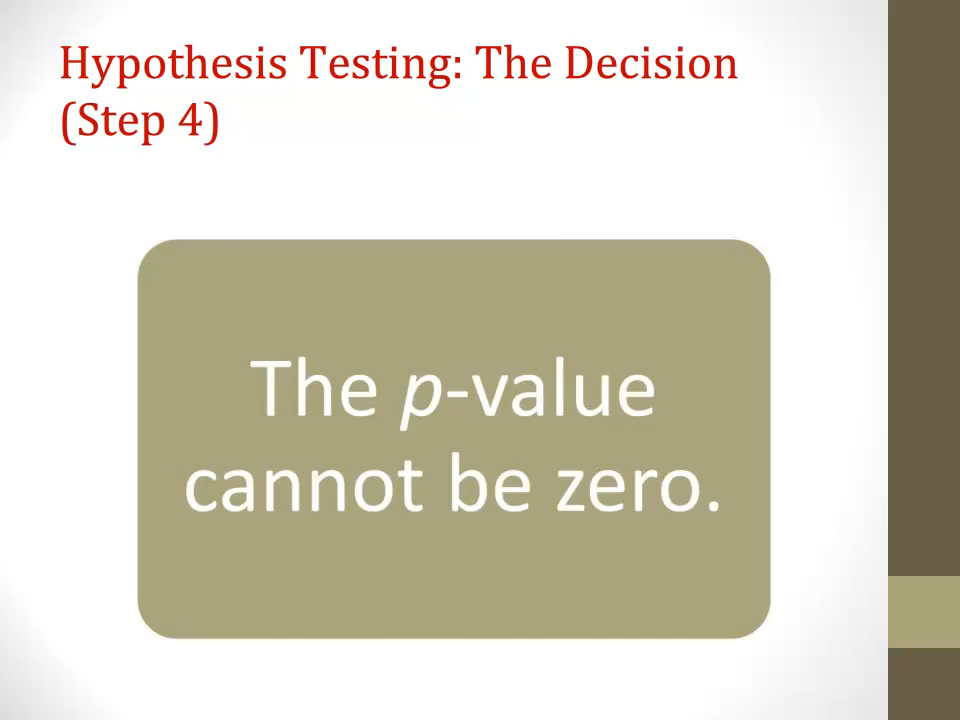 Hypothesis Testing: The Decision
(Step 4)
The p-value
cannot be zero.